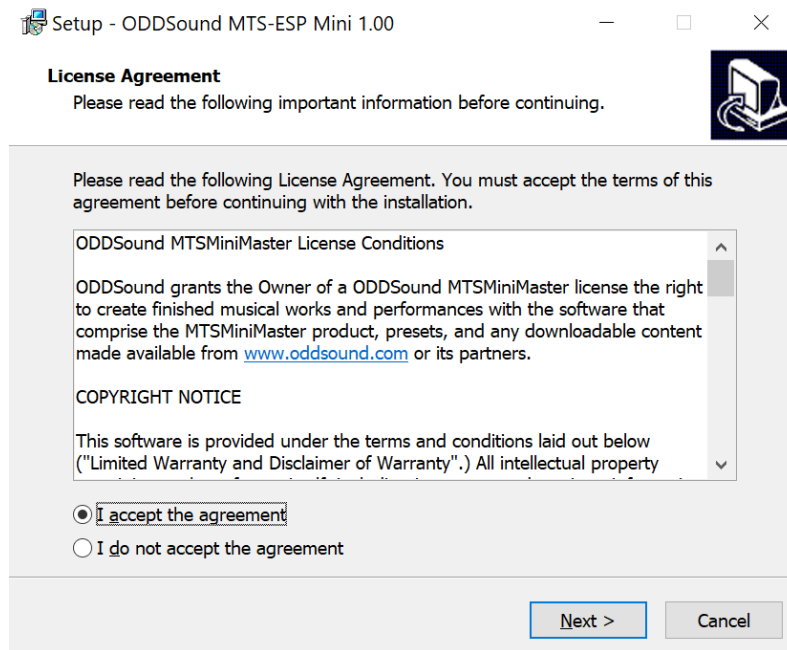 Setup - ODDSound MTS-ESP Mini 1.00
License Agreement
Please read the following important information before continuing.
Please read the following License Agreement. You must accept the terms of this
agreement before continuing with the installation.
ODDSound MTSMiniMaster License Conditions
ODDSound grants the Owner of a ODDSound MTSMiniMaster license the right
to create finished musical works and performances with the software that
comprise the MTSMiniMaster product, presets, and any downloadable content
made available from www.oddsound.com or its partners.
COPYRIGHT NOTICE
This software is provided under the terms and conditions laid out below
("Limited Warranty and Disclaimer of Warranty".) All intellectual property
I accept the agreement
I do not accept the agreement
Next >
Cancel